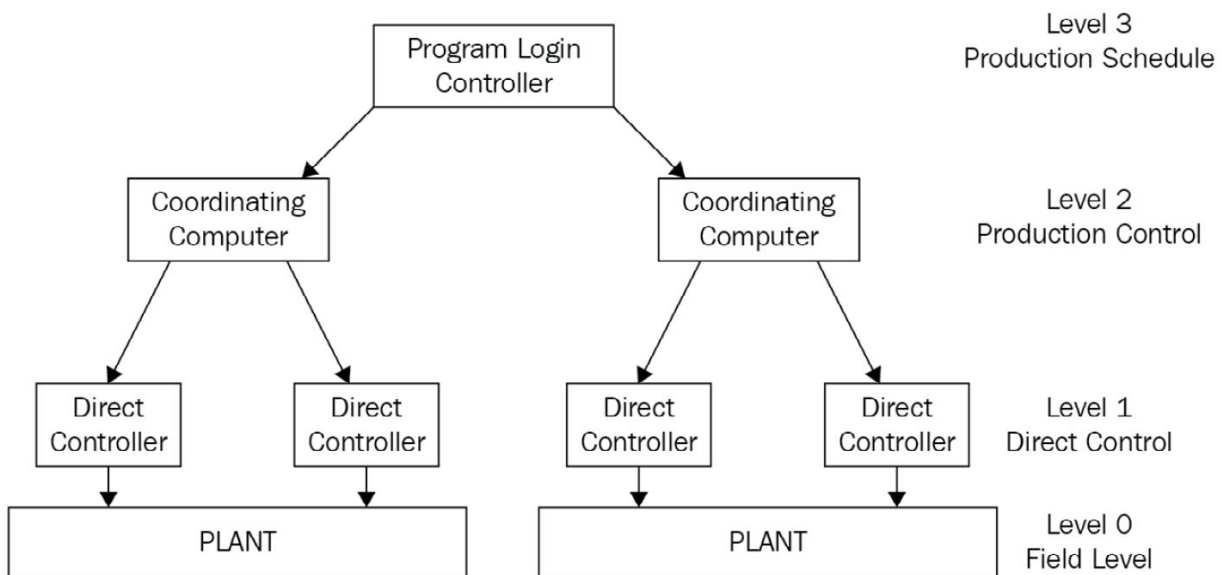 Program Login
Controller
Level 3
Production Schedule
Coordinating
Computer
Coordinating
Computer
Level 2
Production Control
Direct
Controller
Direct
Controller
Direct
Controller
Direct
Controller
Level 1
Direct Control
PLANT
PLANT
Level 0
Field Level